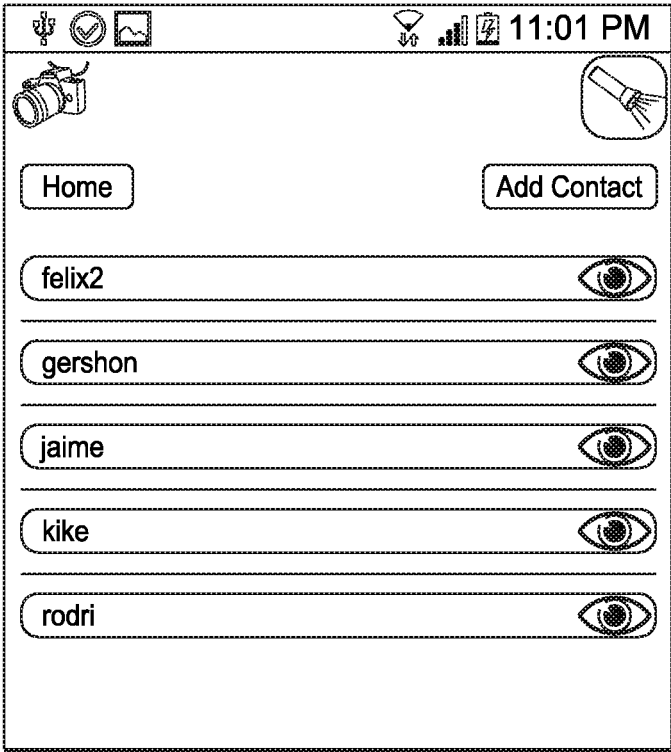 11:01 PM
Home Add Contact
felix2
gershon
jaime
kike
rodri